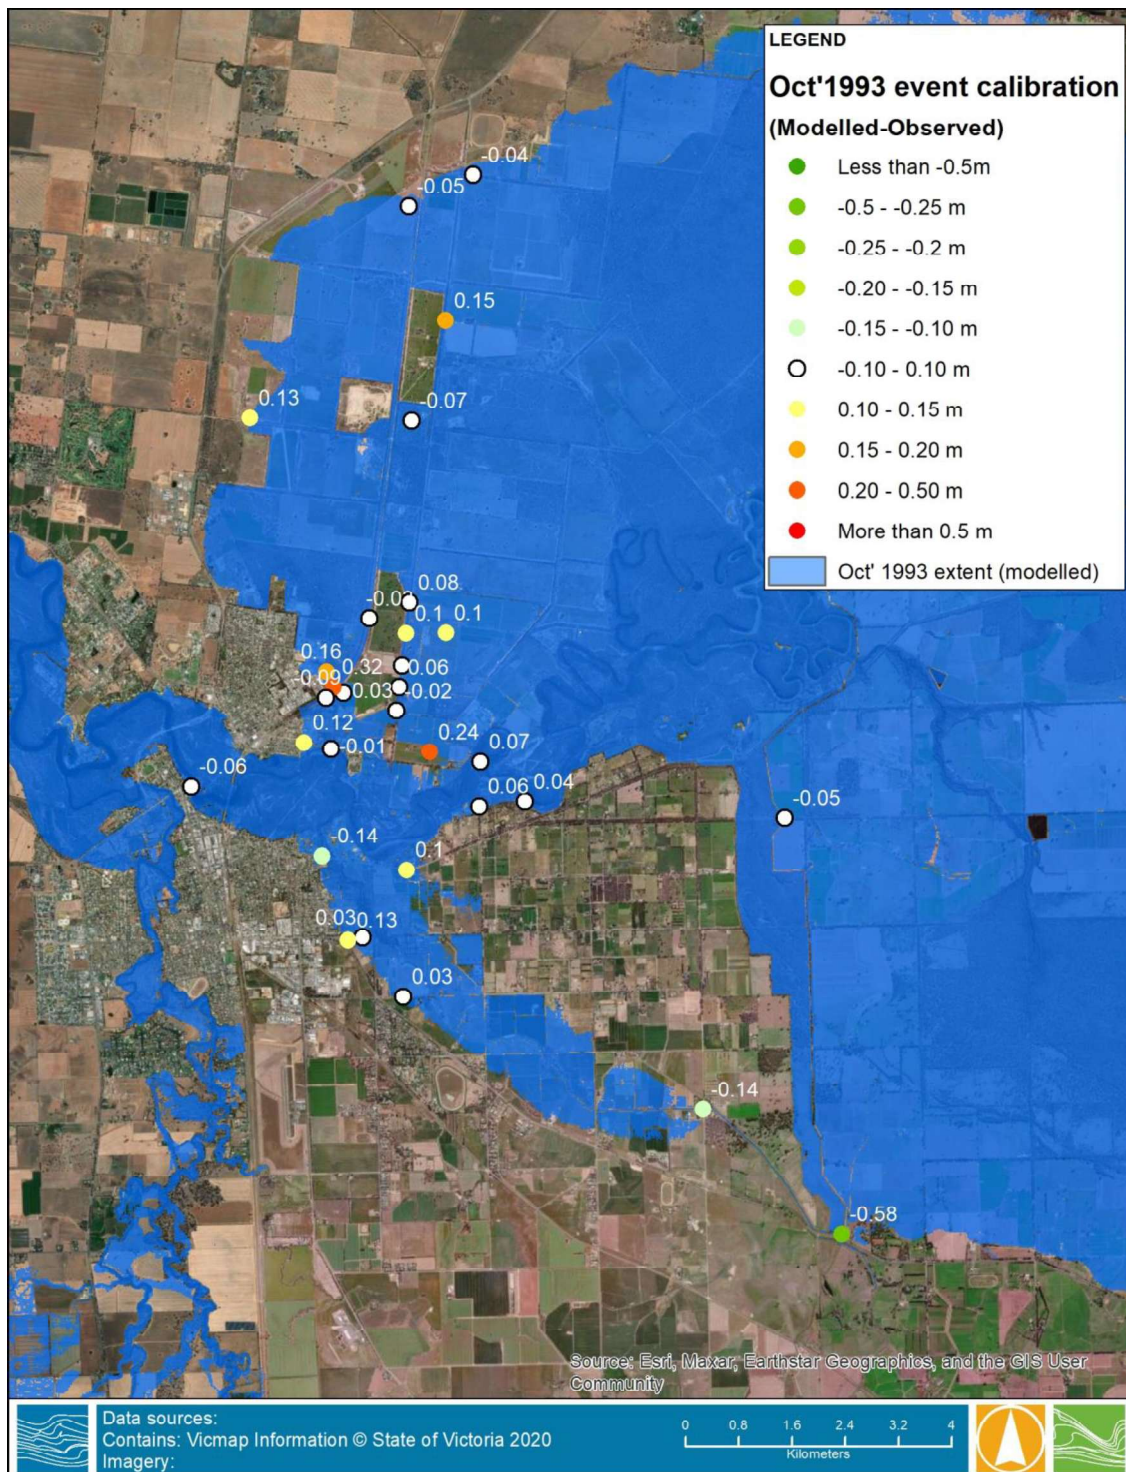 LEGEND
Oct'1993 event calibration
(Modelled-Observed)
Less than -0.5m
-0.5 - -0.25 m
-0.25 - -0.2 m
-0.20 - -0.15 m
-0.15 - -0.10 m
-0.10 - 0.10 m
0.10 - 0.15 m
0.15 - 0.20 m
0.20 - 0.50 m
More than 0.5 m
Oct' 1993 extent (modelled)
-0.04
-0.05
0.15
0.13
-0.07
0.08
0.1
0.1
0.16
0.32
0.06
-0.09
0.03
-0.02
0.12
-0.01
0.24
0.07
-0.06
0.06
0.04
-0.05
-0.14
0.1
0.03
0.13
0.03
-0.14
-0.58
Source: Esri, Maxar, Earthstar Geographics, and the GIS User
Community
Data sources:
Contains: Vicmap Information © State of Victoria 2020
Imagery:
0 0.8 1.6 2.4 3.2 4
Kilometers